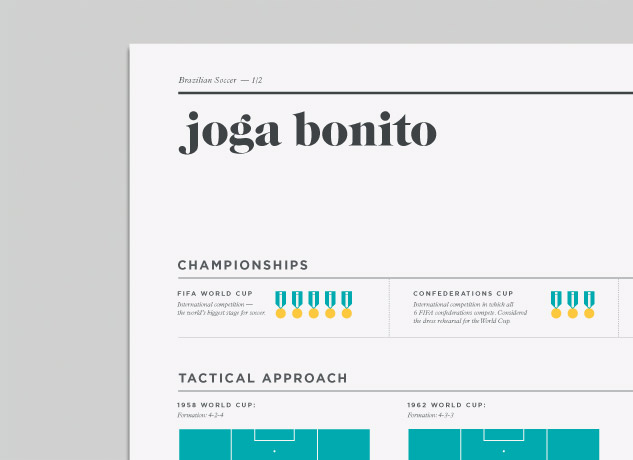 Brazilian Soccer — 1/2
joga bonito
CHAMPIONSHIPS
FIFA WORLD CUP
International competition —
the world's biggest stage for soccer.
CONFEDERATIONS CUP
International competition in which all
6 FIFA confederations compete. Considered
the dress rehearsal for the World Cup.
TACTICAL APPROACH
1958 WORLD CUP:
Formation: 4-2-4
1962 WORLD CUP:
Formation: 4-3-3